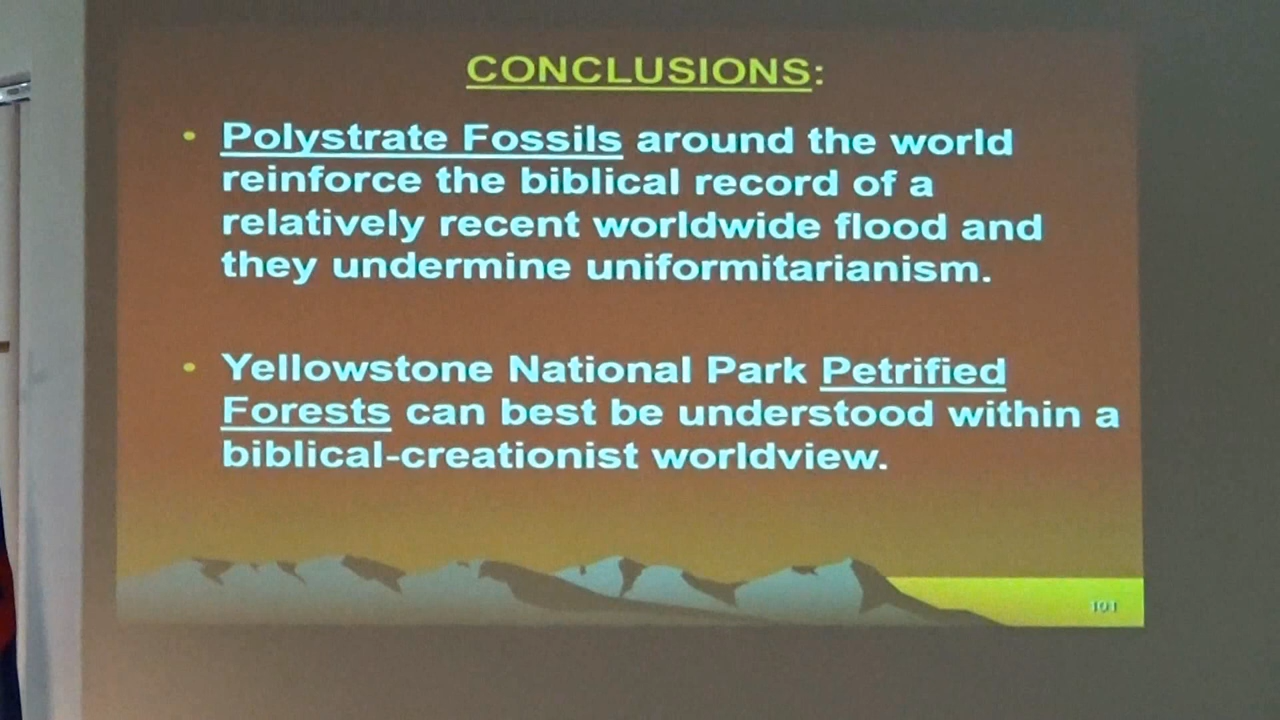 CONCLUSIONS:
• Polystrate Fossils around the world
reinforce the biblical record of a
relatively recent worldwide flood and
they undermine uniformitarianism.
• Yellowstone National Park Petrified
Forests can best be understood within a
biblical-creationist worldview.
101